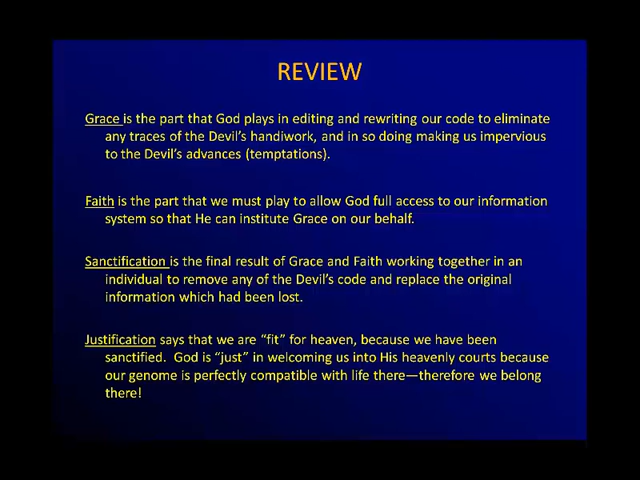 REVIEW
Grace is the part that God plays in editing and rewriting our code to eliminate
any traces of the Devil's handiwork, and in so doing making us impervious
to the Devil's advances (temptations).
Faith is the part that we must play to allow God full access to our information
system so that He can institute Grace on our behalf.
Sanctification is the final result of Grace and Faith working together in an
individual to remove any of the Devil's code and replace the original
information which had been lost.
Justification says that we are “fit” for heaven, because we have been
sanctified.  God is “just” in welcoming us into His heavenly courts because
our genome is perfectly compatible with life there—therefore we belong
there!